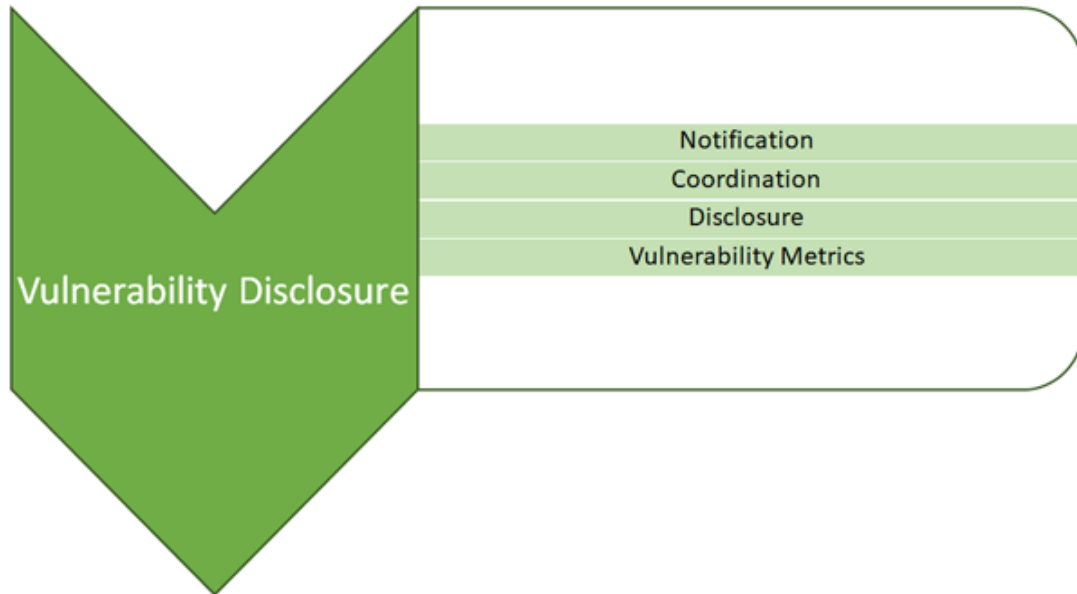 Vulnerability Disclosure
Notification
Coordination
Disclosure
Vulnerability Metrics